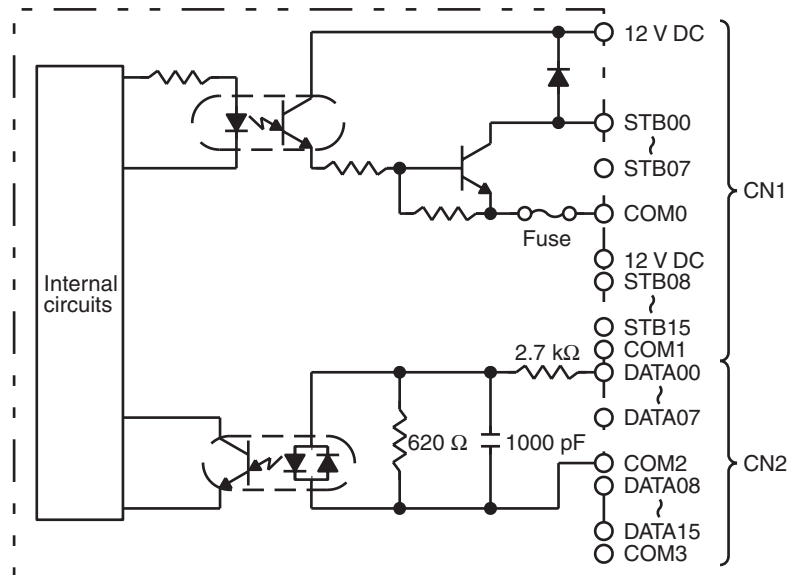 12 V DC
STB00
~
STB07
CN1
COM0
Fuse
12 V DC
STB08
~
STB15
COM1
Internal
circuits
2.7 kΩ
DATA00
~
DATA07
620 Ω
1000 pF
COM2
CN2
DATA08
~
DATA15
COM3